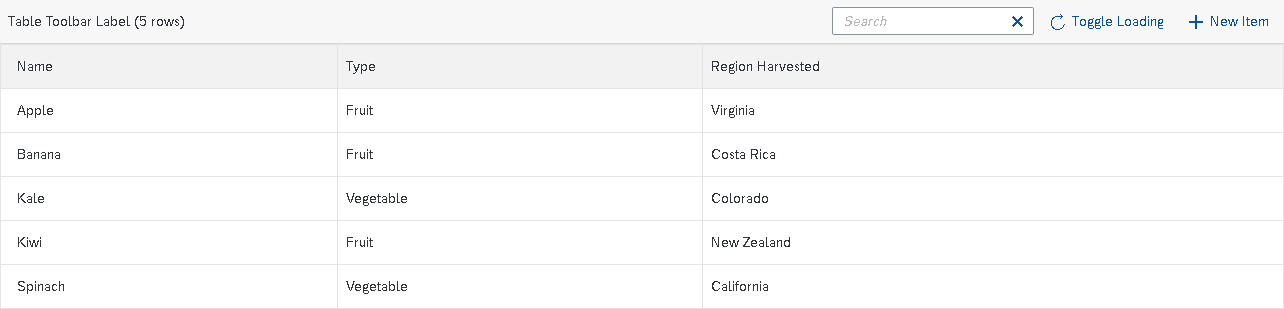 Table Toolbar Label (5 rows) Search Toggle Loading New Item
Name Type Region Harvested
Apple Fruit Virginia
Banana Fruit Costa Rica
Kale Vegetable Colorado
Kiwi Fruit New Zealand
Spinach Vegetable California